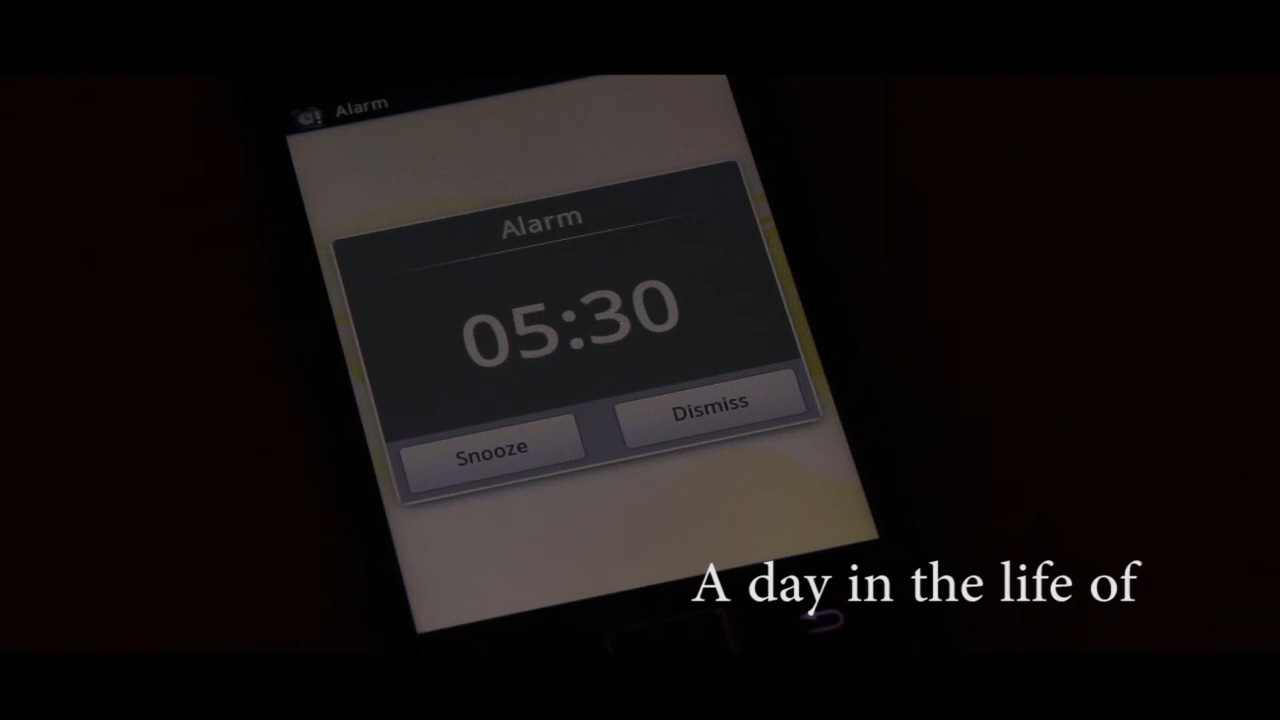 Alarm
Alarm
05:30
Snooze
Dismiss
A day in the life of